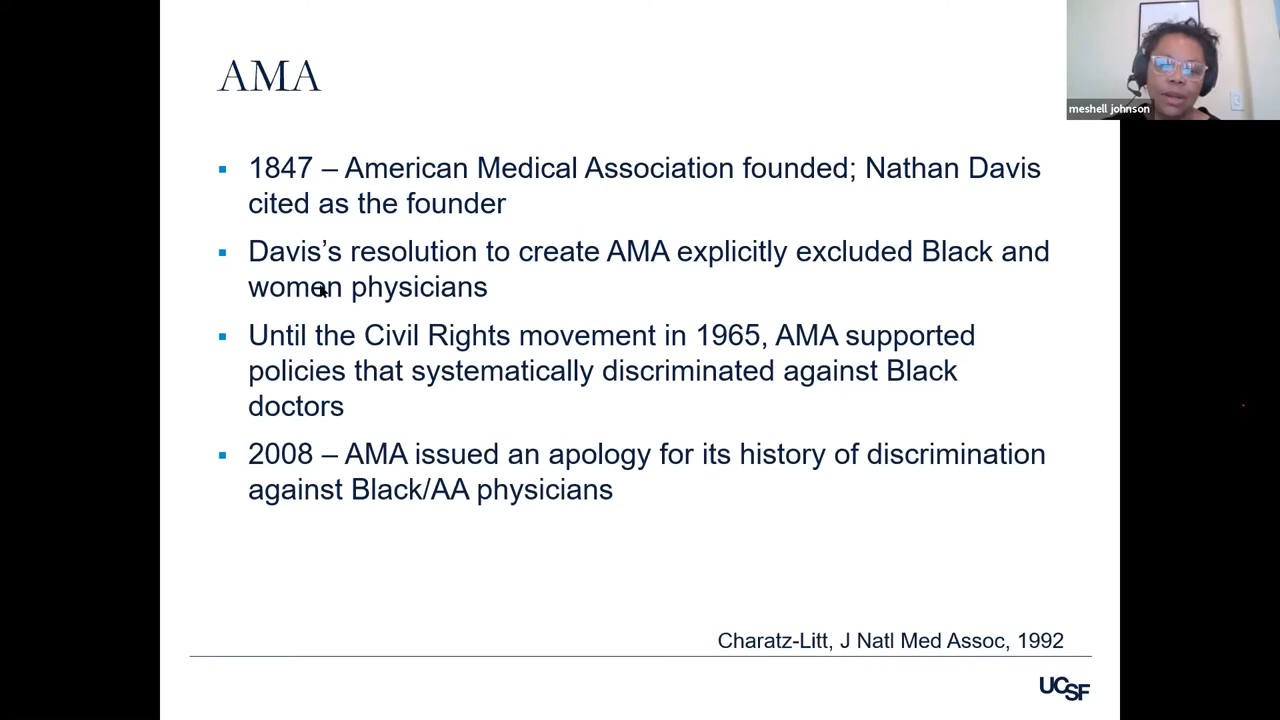 AMA
meshell johnson
▪ 1847 – American Medical Association founded; Nathan Davis
cited as the founder
▪ Davis’s resolution to create AMA explicitly excluded Black and
women physicians
▪ Until the Civil Rights movement in 1965, AMA supported
policies that systematically discriminated against Black
doctors
▪ 2008 – AMA issued an apology for its history of discrimination
against Black/AA physicians
Charatz-Litt, J Natl Med Assoc, 1992
UCSF